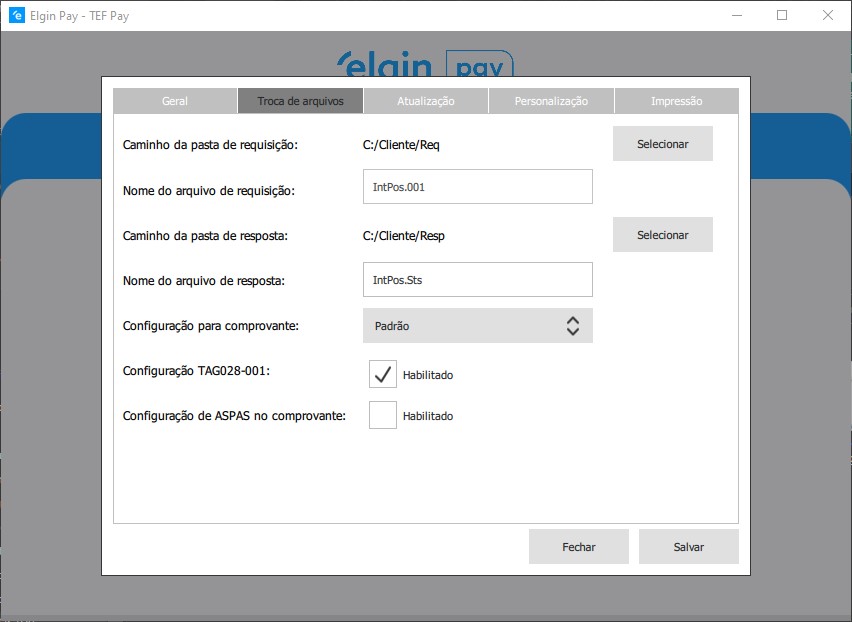 Elgin Pay - TEF Pay
elgin pay
Geral Troca de arquivos Atualização Personalização Impressão
Caminho da pasta de requisição: C:/Cliente/Req Selecionar
Nome do arquivo de requisição: IntPos.001
Caminho da pasta de resposta: C:/Cliente/Resp Selecionar
Nome do arquivo de resposta: IntPos.Sts
Configuração para comprovante: Padrão
Configuração TAG028-001: Habilitado
Configuração de ASPAS no comprovante: Habilitado
Fechar Salvar